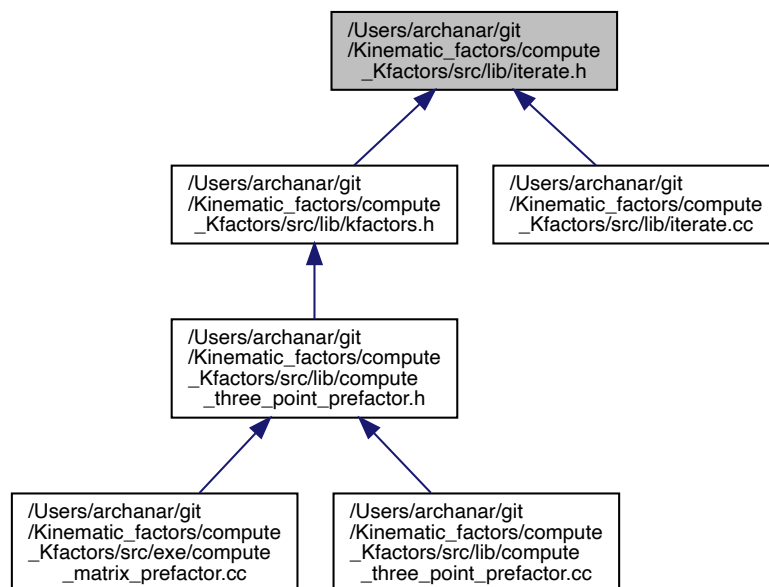 /Users/archanar/git
/Kinematic_factors/compute
_Kfactors/src/lib/iterate.h
/Users/archanar/git
/Kinematic_factors/compute
_Kfactors/src/lib/kfactors.h
/Users/archanar/git
/Kinematic_factors/compute
_Kfactors/src/lib/iterate.cc
/Users/archanar/git
/Kinematic_factors/compute
_Kfactors/src/lib/compute
_three_point_prefactor.h
/Users/archanar/git
/Kinematic_factors/compute
_Kfactors/src/exe/compute
_matrix_prefactor.cc
/Users/archanar/git
/Kinematic_factors/compute
_Kfactors/src/lib/compute
_three_point_prefactor.cc